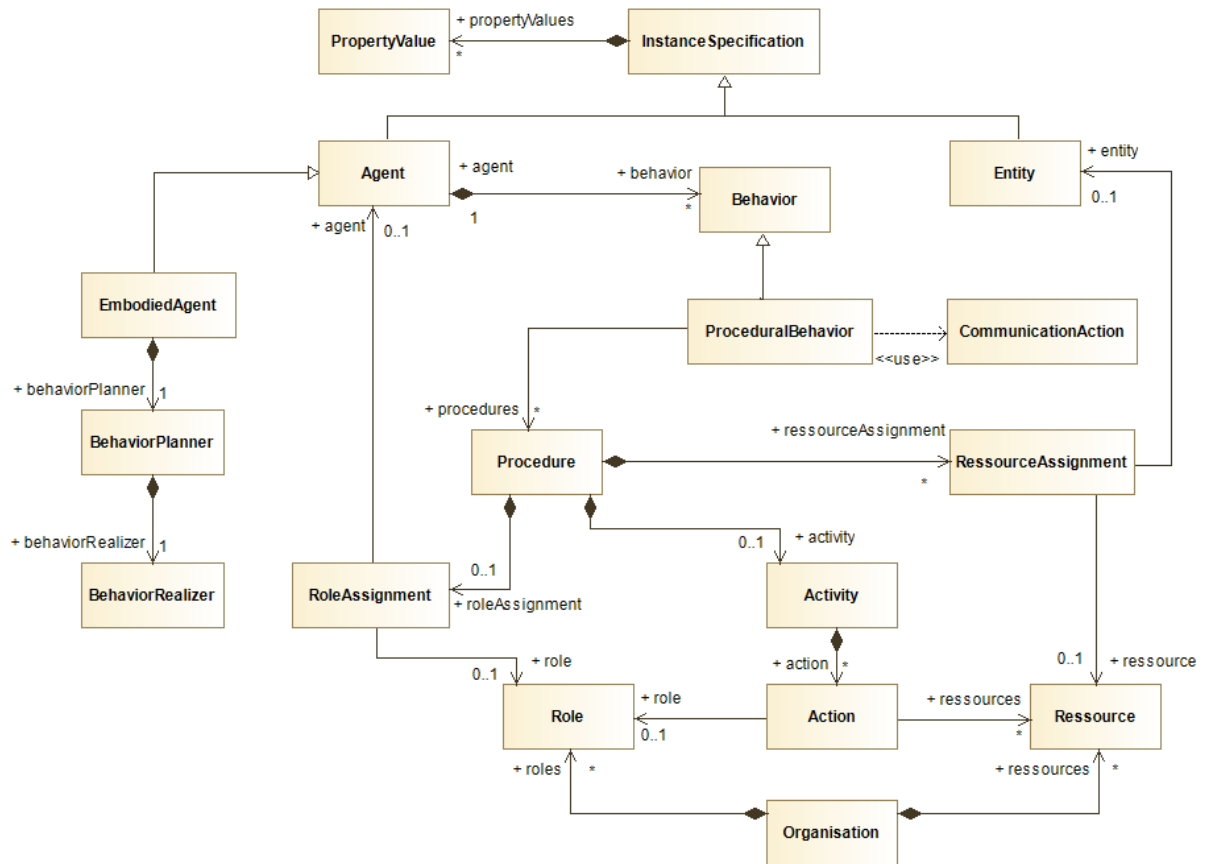 + propertyValues
PropertyValue
*
InstanceSpecification
Agent
+ agent
1
+ behavior
*
Behavior
Entity
+ entity
0..1
+ agent
0..1
EmbodiedAgent
ProceduralBehavior
<<use>>
CommunicationAction
+ behaviorPlanner
1
+ procedures
*
BehaviorPlanner
Procedure
+ ressourceAssignment
*
RessourceAssignment
+ behaviorRealizer
1
0..1
+ activity
BehaviorRealizer
RoleAssignment
0..1
+ roleAssignment
Activity
0..1
+ role
+ action
*
0..1
+ ressource
Role
+ role
0..1
Action
+ ressources
*
Ressource
+ roles
*
+ ressources
*
Organisation